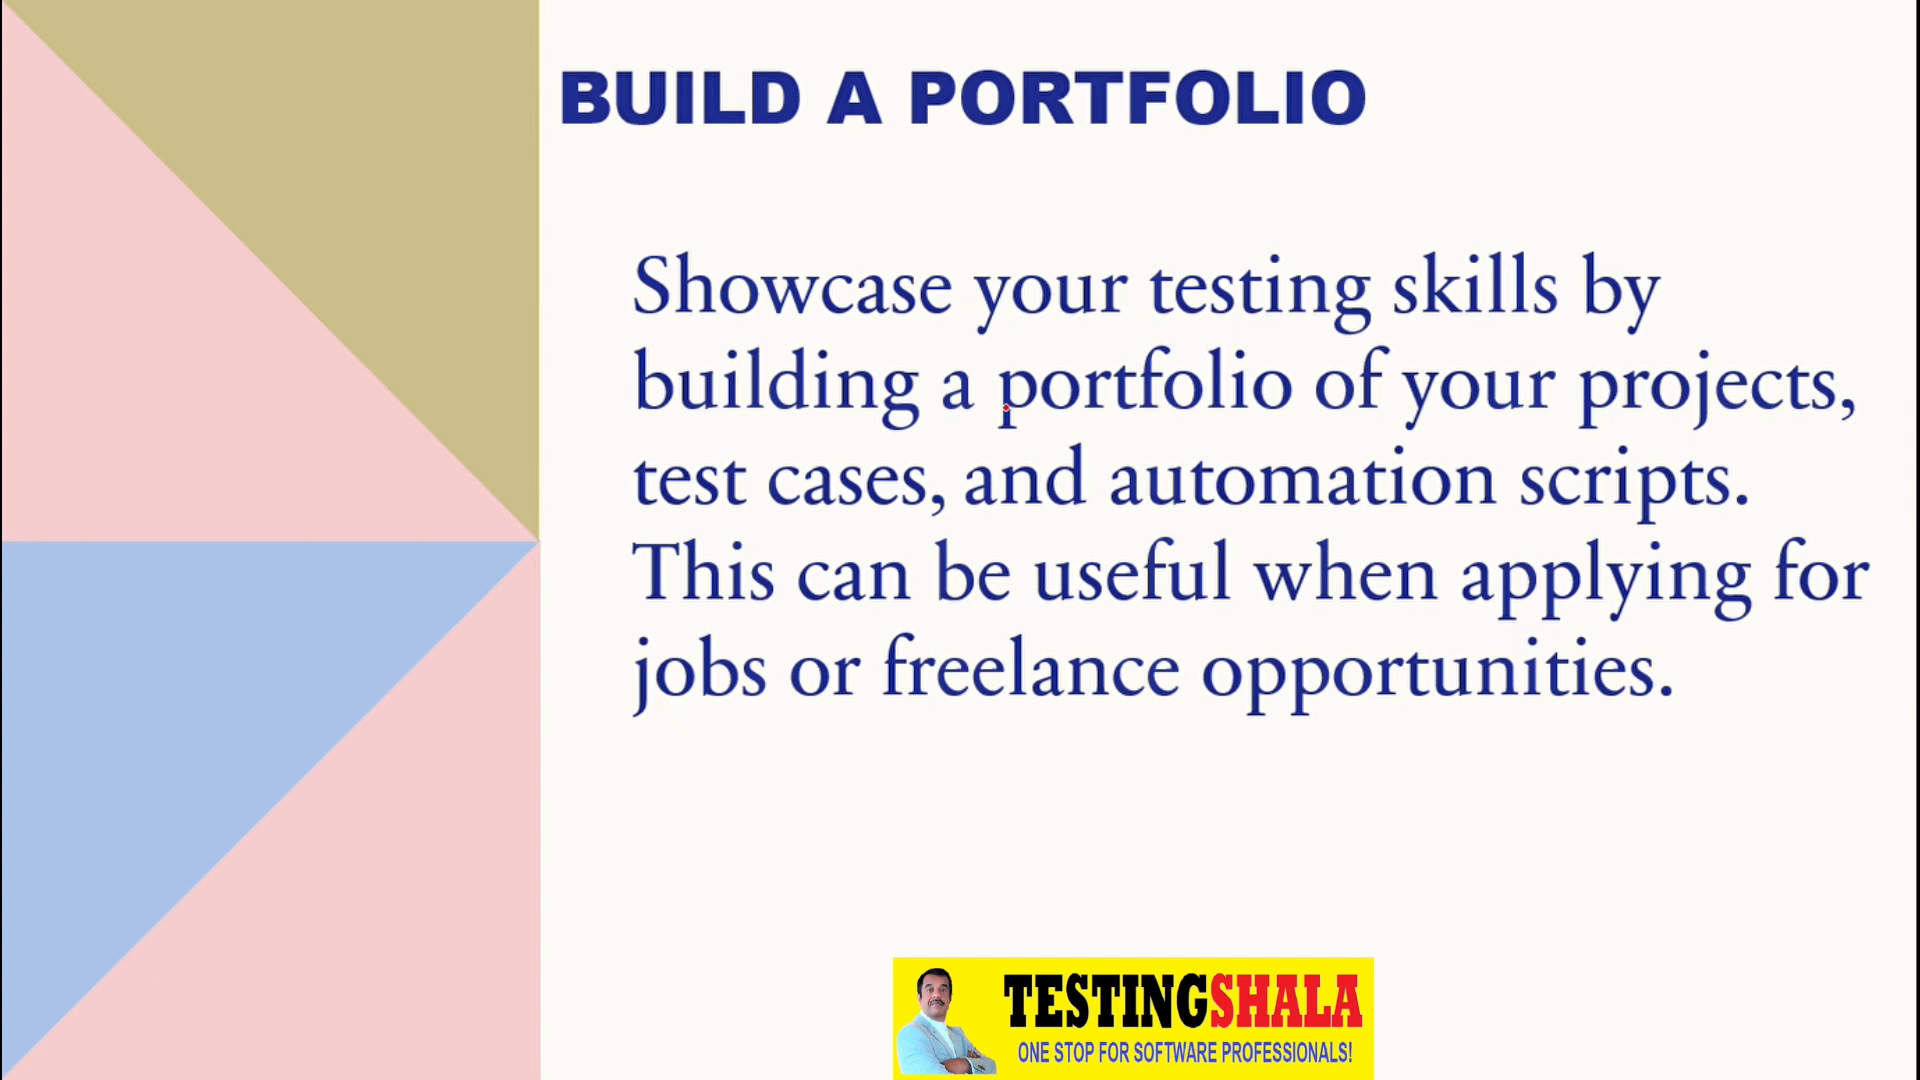 BUILD A PORTFOLIO
Showcase your testing skills by
building a portfolio of your projects,
test cases, and automation scripts.
This can be useful when applying for
jobs or freelance opportunities.
TESTINGSHALA
ONE STOP FOR SOFTWARE PROFESSIONALS!